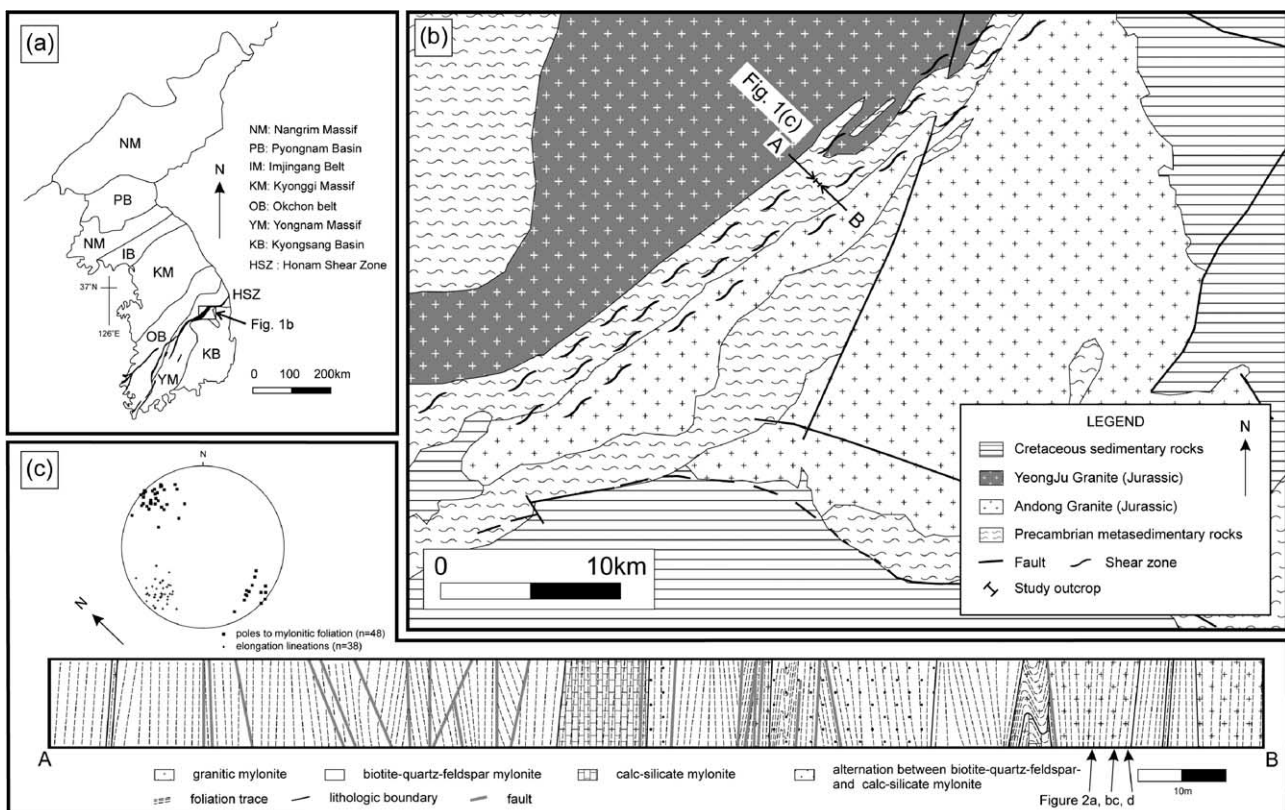 (a)
NM
PB
NM
IB
KM
37°N
126°E
OB
YM
KB
HSZ
Fig. 1b
NM: Nangrim Massif
PB: Pyongnam Basin
IM: Imjingang Belt
KM: Kyonggi Massif
OB: Okchon belt
YM: Yongnam Massif
KB: Kyongsang Basin
HSZ : Honam Shear Zone
N
0 100 200km
(b)
Fig. 1(c)
A
B
0 10km
LEGEND
N
Cretaceous sedimentary rocks
YeongJu Granite (Jurassic)
Andong Granite (Jurassic)
Precambrian metasedimentary rocks
Fault
Shear zone
Study outcrop
(c)
N
N
poles to mylonitic foliation (n=48)
elongation lineations (n=38)
A
B
granitic mylonite
biotite-quartz-feldspar mylonite
calc-silicate mylonite
alternation between biotite-quartz-feldspar-
and calc-silicate mylonite
foliation trace
lithologic boundary
fault
Figure 2a, bc, d
10m